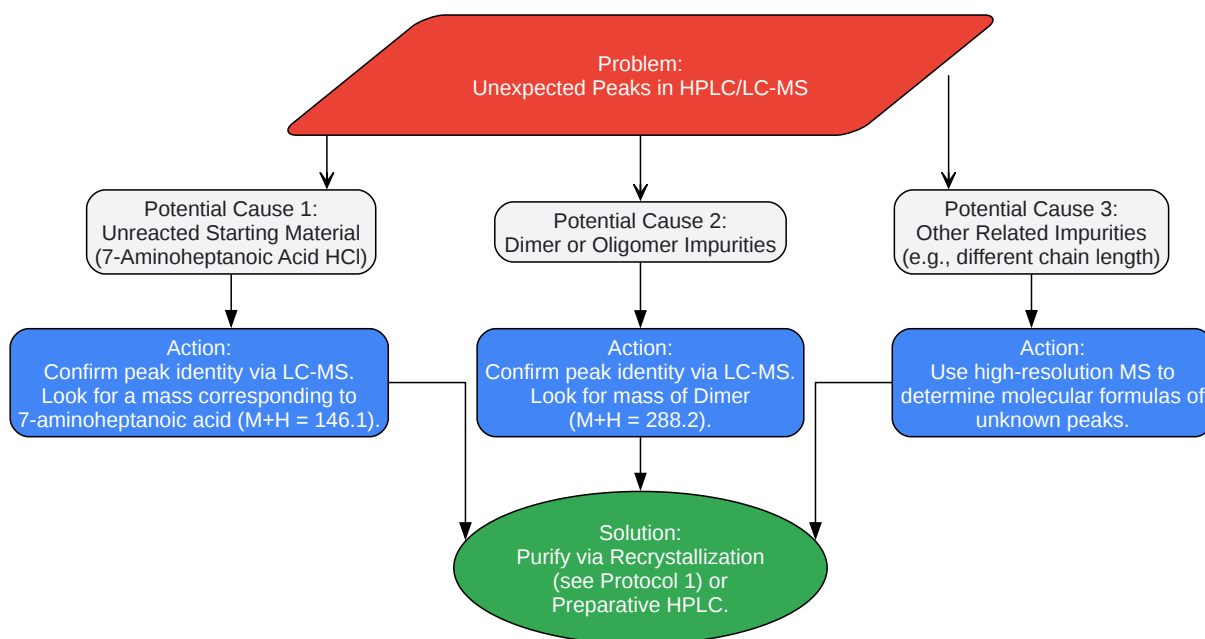 Problem:
Unexpected Peaks in HPLC/LC-MS
Potential Cause 1:
Unreacted Starting Material
(7-Aminoheptanoic Acid HCl)
Potential Cause 2:
Dimer or Oligomer Impurities
Potential Cause 3:
Other Related Impurities
(e.g., different chain length)
Action:
Confirm peak identity via LC-MS.
Look for a mass corresponding to
7-aminoheptanoic acid (M+H = 146.1).
Action:
Confirm peak identity via LC-MS.
Look for mass of Dimer
(M+H = 288.2).
Action:
Use high-resolution MS to
determine molecular formulas of
unknown peaks.
Solution:
Purify via Recrystallization
(see Protocol 1) or
Preparative HPLC.